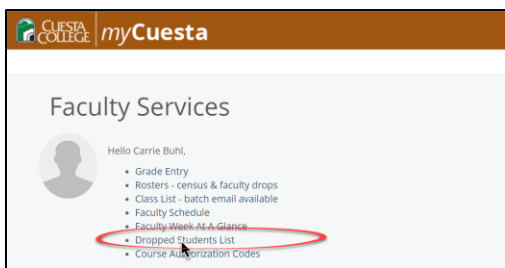 CUESTA COLLEGE myCuesta
Faculty Services
Hello Carrie Buhl,
• Grade Entry
• Rosters - census & faculty drops
• Class List - batch email available
• Faculty Schedule
• Faculty Week At A Glance
• Dropped Students List
• Course Authorization Codes